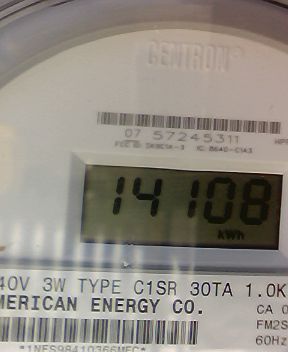 CENTRON®
07 57245311
14108
kWh
40V 3W TYPE C1SR 30TA 1.0K
MERICAN ENERGY CO.
CA 0
FM2S
60Hz